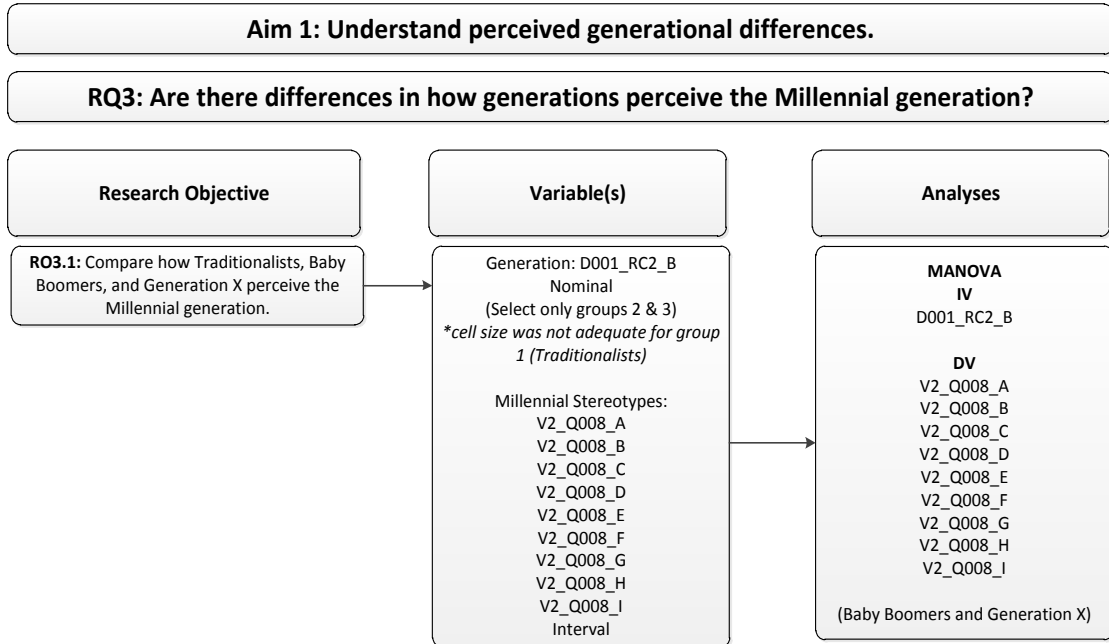 Aim 1: Understand perceived generational differences.
RQ3: Are there differences in how generations perceive the Millennial generation?
Research Objective
RO3.1: Compare how Traditionalists, Baby
Boomers, and Generation X perceive the
Millennial generation.
Variable(s)
Generation: D001_RC2_B
Nominal
(Select only groups 2 & 3)
*cell size was not adequate for group
1 (Traditionalists)
Millennial Stereotypes:
V2_Q008_A
V2_Q008_B
V2_Q008_C
V2_Q008_D
V2_Q008_E
V2_Q008_F
V2_Q008_G
V2_Q008_H
V2_Q008_I
Interval
Analyses
MANOVA
IV
D001_RC2_B
DV
V2_Q008_A
V2_Q008_B
V2_Q008_C
V2_Q008_D
V2_Q008_E
V2_Q008_F
V2_Q008_G
V2_Q008_H
V2_Q008_I
(Baby Boomers and Generation X)